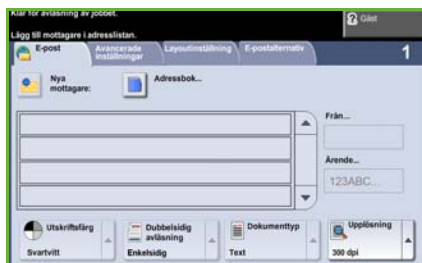 Klar för avläsning av jobbet.
Gäst
Lägg till mottagare i adresslistan.
E-post
Avancerade
inställningar
Layoutinställning
E-postalternativ
1
Nya
mottagare:
Adressbok...
Från...
Ärende...
123ABC...
Utskriftsfärg
Svartvitt
Dubbelsidig
avläsning
Enkelsidig
Dokumenttyp
Text
Upplösning
300 dpi